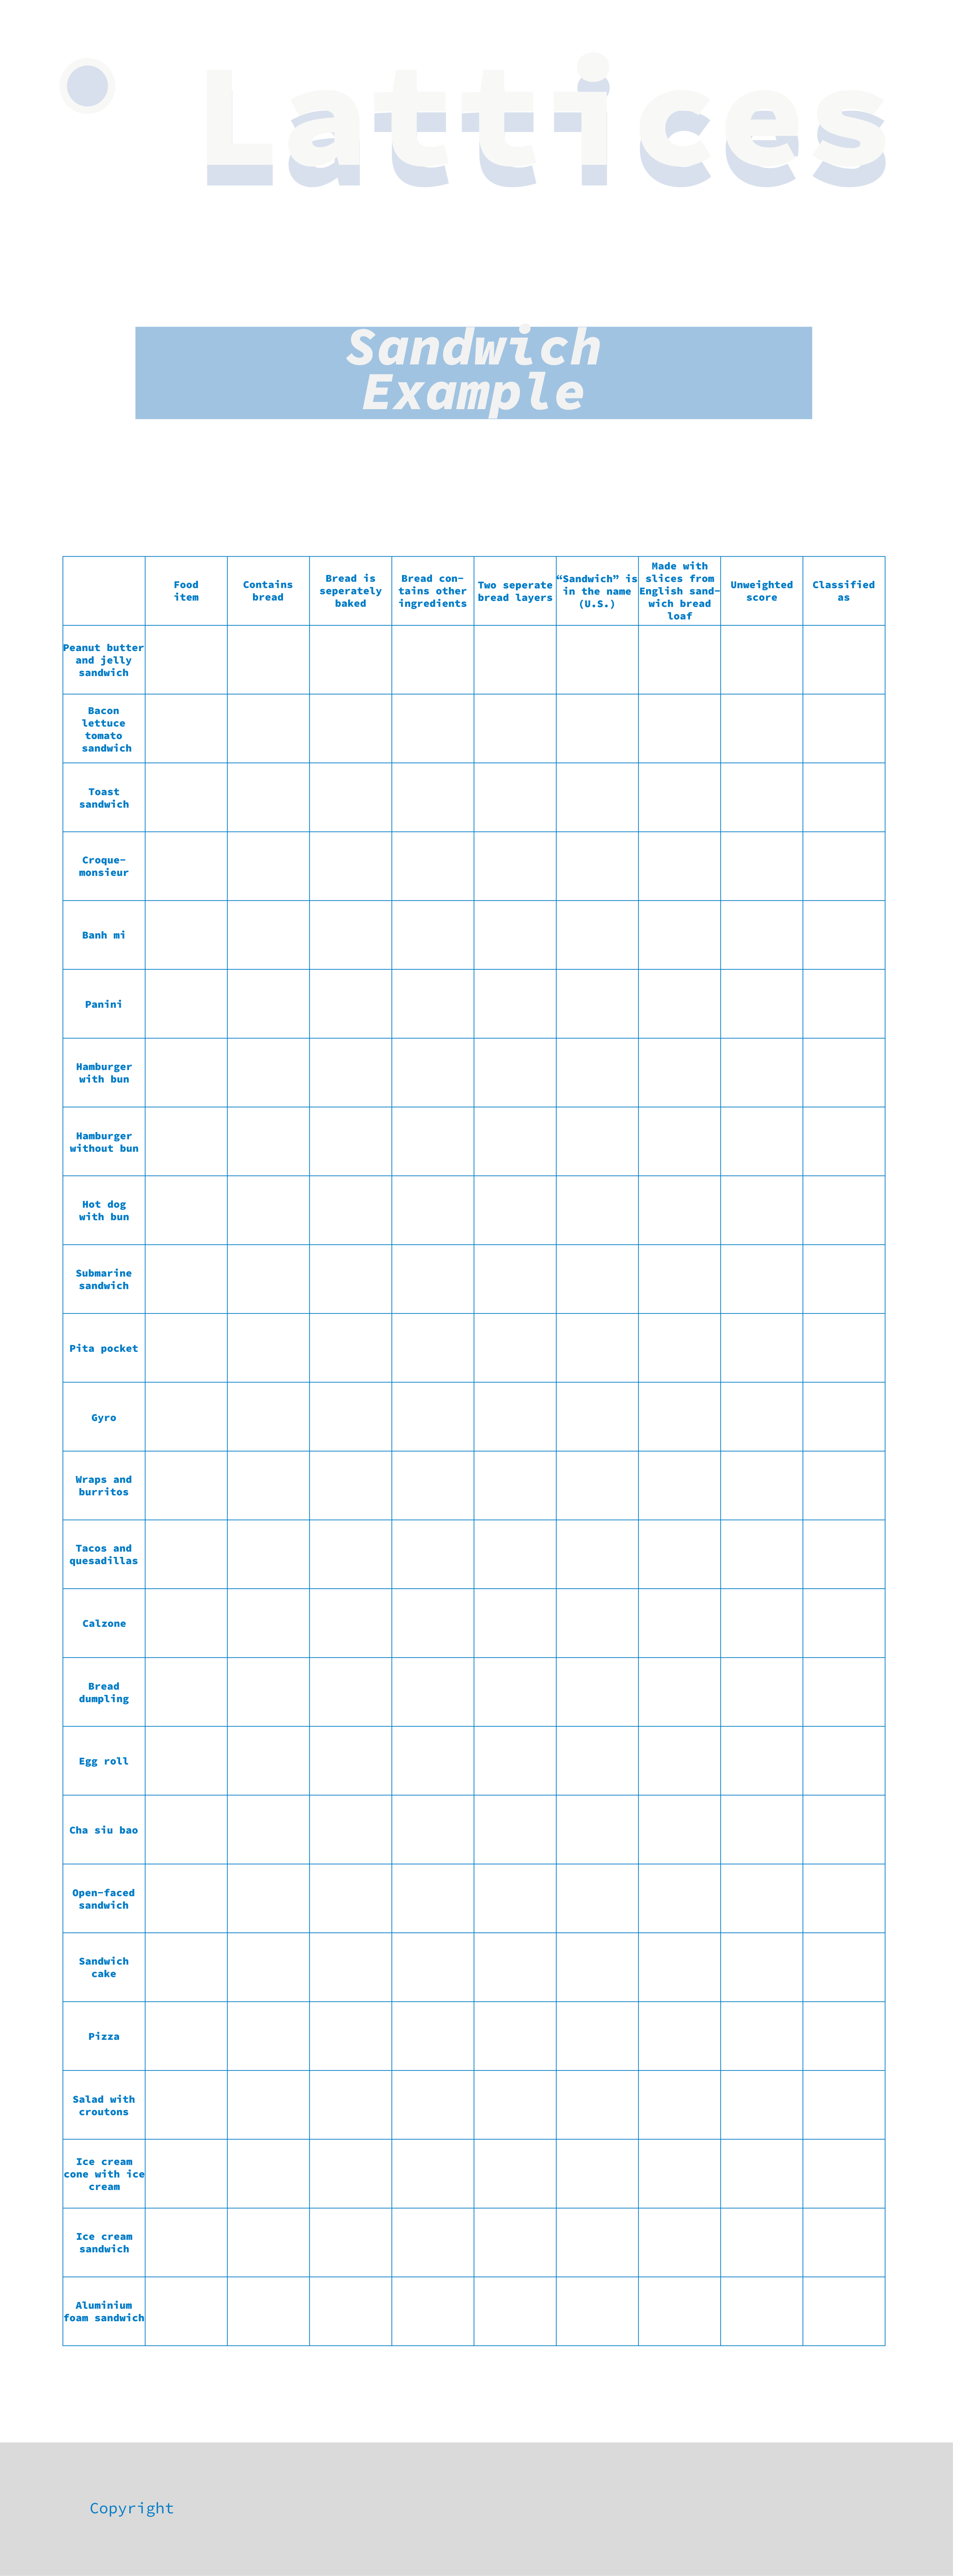 Lattices
Sandwich
Example
Food
item
Contains
bread
Bread is
seperately
baked
Bread con-
tains other
ingredients
Two seperate
bread layers
“Sandwich” is
in the name
(U.S.)
Made with
slices from
English sand-
wich bread
loaf
Unweighted
score
Classified
as
Peanut butter
and jelly
sandwich
Bacon
lettuce
tomato
sandwich
Toast
sandwich
Croque-
monsieur
Banh mi
Panini
Hamburger
with bun
Hamburger
without bun
Hot dog
with bun
Submarine
sandwich
Pita pocket
Gyro
Wraps and
burritos
Tacos and
quesadillas
Calzone
Bread
dumpling
Egg roll
Cha siu bao
Open-faced
sandwich
Sandwich
cake
Pizza
Salad with
croutons
Ice cream
cone with ice
cream
Ice cream
sandwich
Aluminium
foam sandwich
Copyright